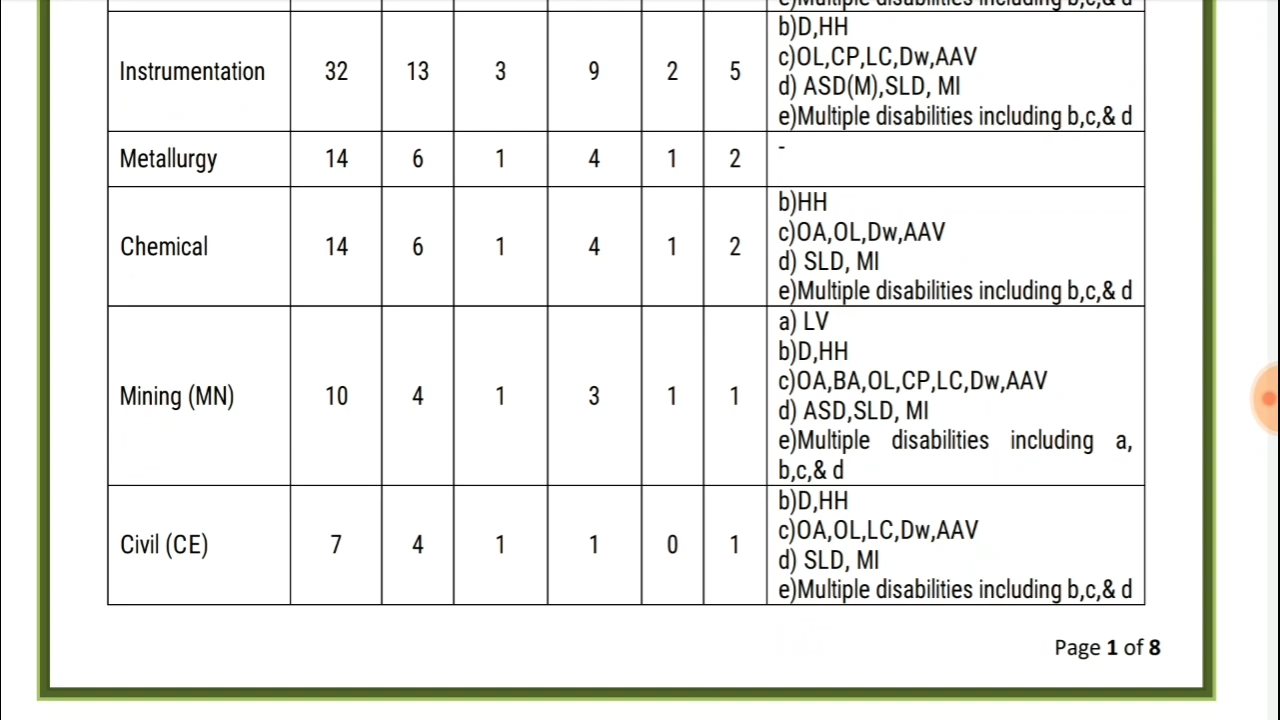 e)Multiple disabilities including b,c,& d
b)D,HH
Instrumentation 32 13 3 9 2 5 c)OL,CP,LC,Dw,AAV
d) ASD(M),SLD, MI
e)Multiple disabilities including b,c,& d
Metallurgy 14 6 1 4 1 2 -
b)HH
Chemical 14 6 1 4 1 2 c)OA,OL,Dw,AAV
d) SLD, MI
e)Multiple disabilities including b,c,& d
a) LV
b)D,HH
Mining (MN) 10 4 1 3 1 1 c)OA,BA,OL,CP,LC,Dw,AAV
d) ASD,SLD, MI
e)Multiple disabilities including a,
b,c,& d
b)D,HH
Civil (CE) 7 4 1 1 0 1 c)OA,OL,LC,Dw,AAV
d) SLD, MI
e)Multiple disabilities including b,c,& d
Page 1 of 8